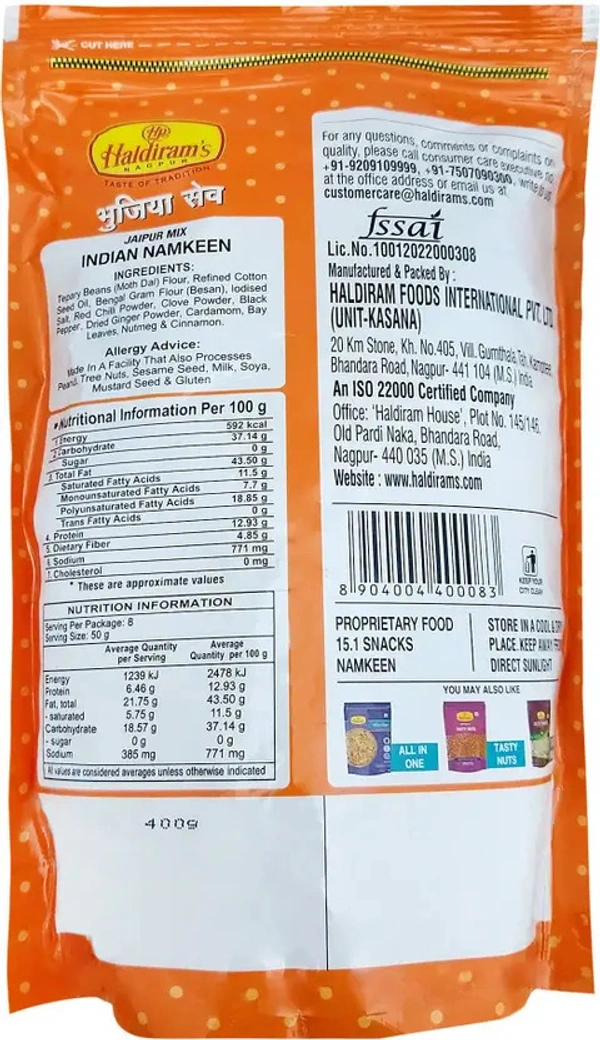 CUT HERE
Haldiram's
NAGPUR
TASTE OF TRADITION
भुजिया सेव
JAIPUR MIX
INDIAN NAMKEEN
INGREDIENTS:
Tepary Beans (Moth Dal) Flour, Refined Cotton
Seed Oil, Bengal Gram Flour (Besan), Iodised
Salt, Red Chilli Powder, Clove Powder, Black
Pepper, Dried Ginger Powder, Cardamom, Bay
Leaves, Nutmeg & Cinnamon.
Allergy Advice:
Made In A Facility That Also Processes
Peanut, Tree Nuts, Sesame Seed, Milk, Soya,
Mustard Seed & Gluten
Nutritional Information Per 100 g
1. Energy 592 kcal
2. Carbohydrate 37.14 g
Sugar 0 g
3. Total Fat 43.50 g
Saturated Fatty Acids 11.5 g
Monounsaturated Fatty Acids 7.7 g
Polyunsaturated Fatty Acids 18.85 g
Trans Fatty Acids 0 g
4. Protein 12.93 g
5. Dietary Fiber 4.85 g
6. Sodium 771 mg
7. Cholesterol 0 mg
* These are approximate values
NUTRITION INFORMATION
Serving Per Package: 8
Serving Size: 50 g
Average Quantity per Serving Average Quantity per 100 g
Energy 1239 kJ 2478 kJ
Protein 6.46 g 12.93 g
Fat, total 21.75 g 43.50 g
- saturated 5.75 g 11.5 g
Carbohydrate 18.57 g 37.14 g
- sugar 0 g 0 g
Sodium 385 mg 771 mg
All values are considered averages unless otherwise indicated
400g
For any questions, comments or complaints on
quality, please call consumer care executive no
+91-9209109999, +91-7507090300, write to us
at the office address or email us at
customercare@haldirams.com
fssai
Lic.No.10012022000308
Manufactured & Packed By :
HALDIRAM FOODS INTERNATIONAL PVT. LTD
(UNIT-KASANA)
20 Km Stone, Kh. No.405, Vill. Gumthala, Teh. Kamptee,
Bhandara Road, Nagpur- 441 104 (M.S.) India
An ISO 22000 Certified Company
Office: 'Haldiram House', Plot No. 145/146,
Old Pardi Naka, Bhandara Road,
Nagpur- 440 035 (M.S.) India
Website : www.haldirams.com
8 904004 400083
KEEP YOUR
CITY CLEAN
PROPRIETARY FOOD
15.1 SNACKS
NAMKEEN
STORE IN A COOL & DRY
PLACE. KEEP AWAY FROM
DIRECT SUNLIGHT
YOU MAY ALSO LIKE
ALL IN
ONE
TASTY
NUTS